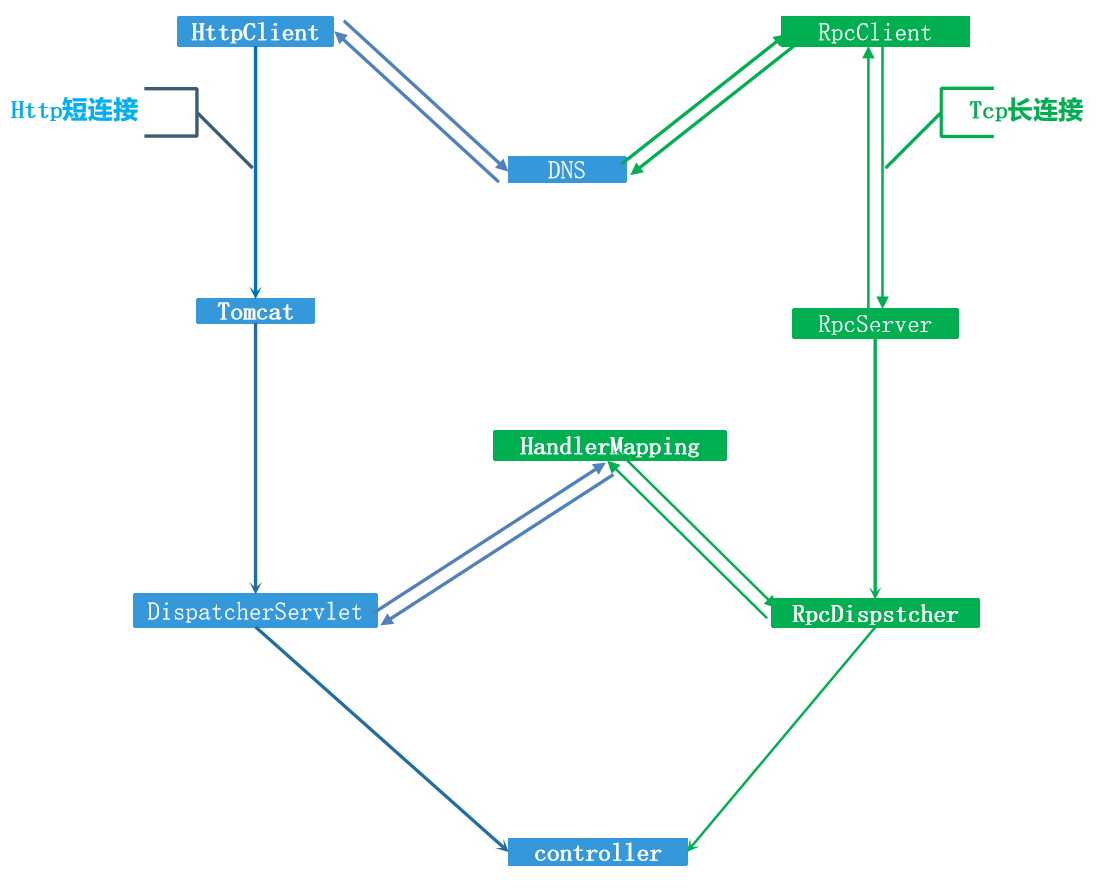 HttpClient
RpcClient
Http短连接
Tcp长连接
DNS
Tomcat
RpcServer
HandlerMapping
DispatcherServlet
RpcDispstcher
controller